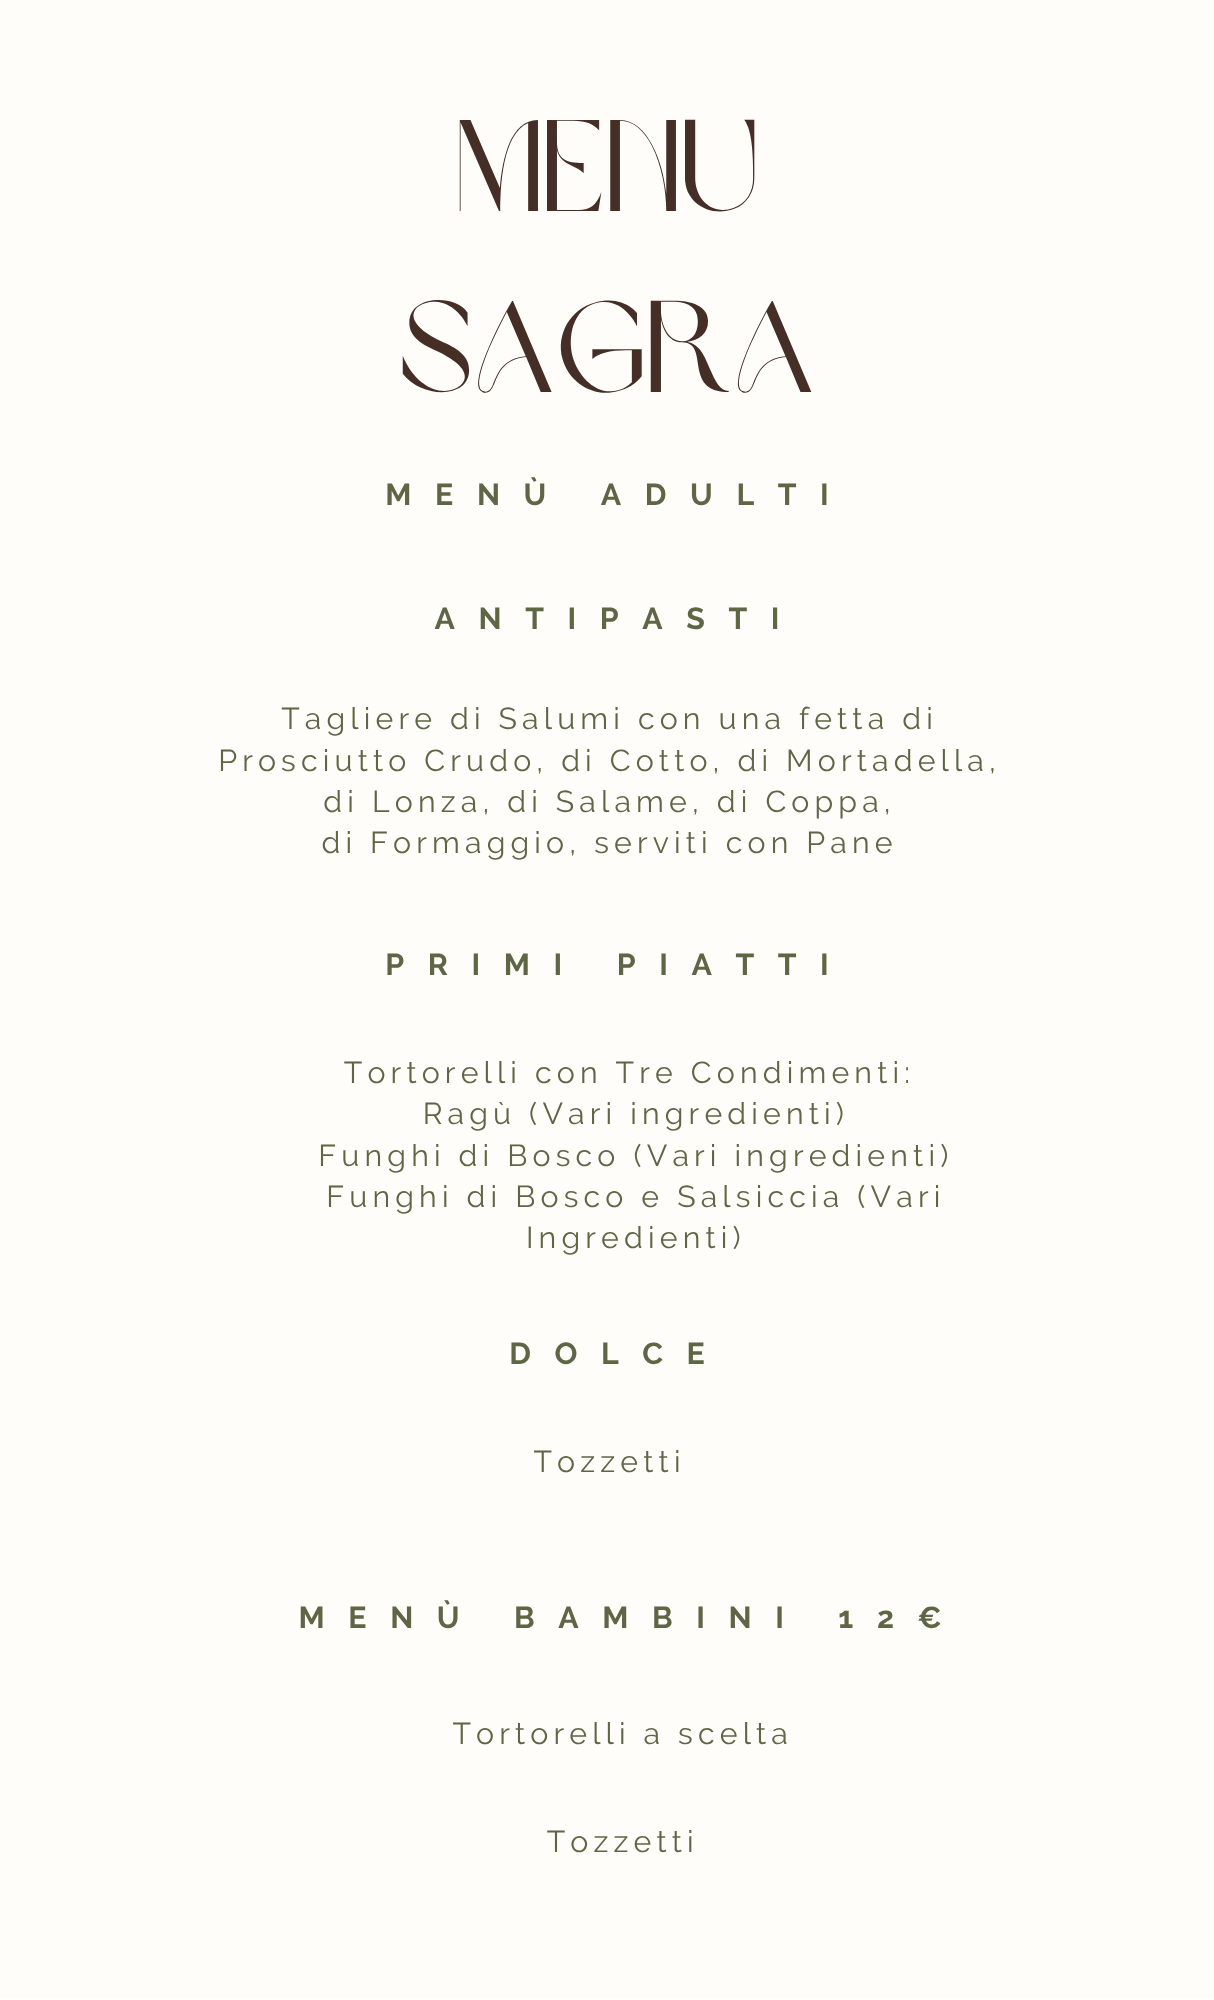 MENU
SAGRA
MENÙ ADULTI
ANTIPASTI
Tagliere di Salumi con una fetta di
Prosciutto Crudo, di Cotto, di Mortadella,
di Lonza, di Salame, di Coppa,
di Formaggio, serviti con Pane
PRIMI PIATTI
Tortorelli con Tre Condimenti:
Ragù (Vari ingredienti)
Funghi di Bosco (Vari ingredienti)
Funghi di Bosco e Salsiccia (Vari
Ingredienti)
DOLCE
Tozzetti
MENÙ BAMBINI 12€
Tortorelli a scelta
Tozzetti